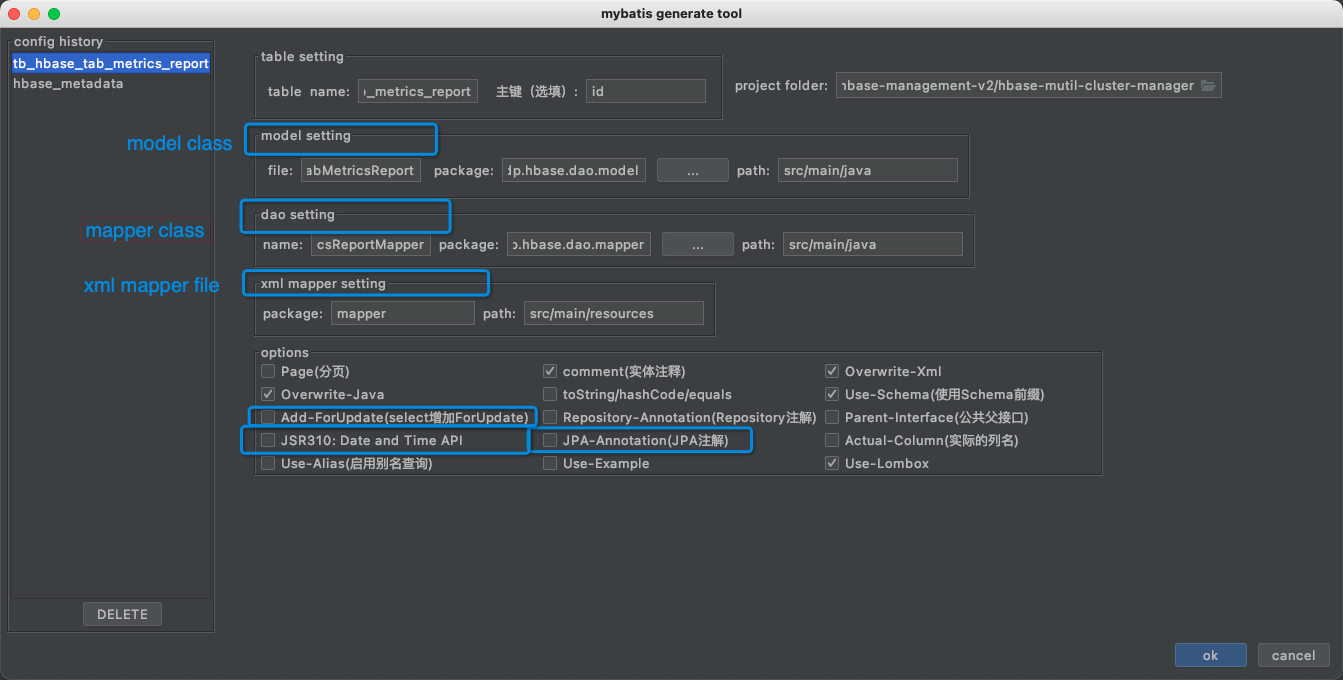 mybatis generate tool
config history
tb_hbase_tab_metrics_report
hbase_metadata
DELETE
table setting
table name: _metrics_report 主键（选填）: id
project folder: base-management-v2/hbase-mutil-cluster-manager
model class
model setting
file: abMetricsReport package: dp.hbase.dao.model ... path: src/main/java
mapper class
dao setting
name: csReportMapper package: .hbase.dao.mapper ... path: src/main/java
xml mapper file
xml mapper setting
package: mapper path: src/main/resources
options
Page(分页) comment(实体注释) Overwrite-Xml
Overwrite-Java toString/hashCode/equals Use-Schema(使用Schema前缀)
Add-ForUpdate(select增加ForUpdate) Repository-Annotation(Repository注解) Parent-Interface(公共父接口)
JSR310: Date and Time API JPA-Annotation(JPA注解) Actual-Column(实际的列名)
Use-Alias(启用别名查询) Use-Example Use-Lombox
ok cancel